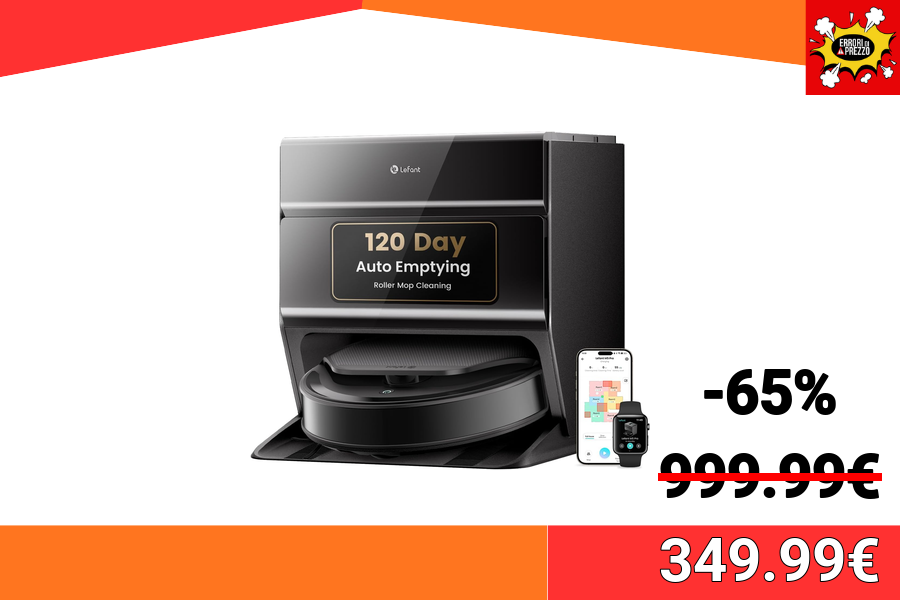 ERRORI DI
PREZZO
Lefant
120 Day
Auto Emptying
Roller Mop Cleaning
-65%
999.99€
349.99€